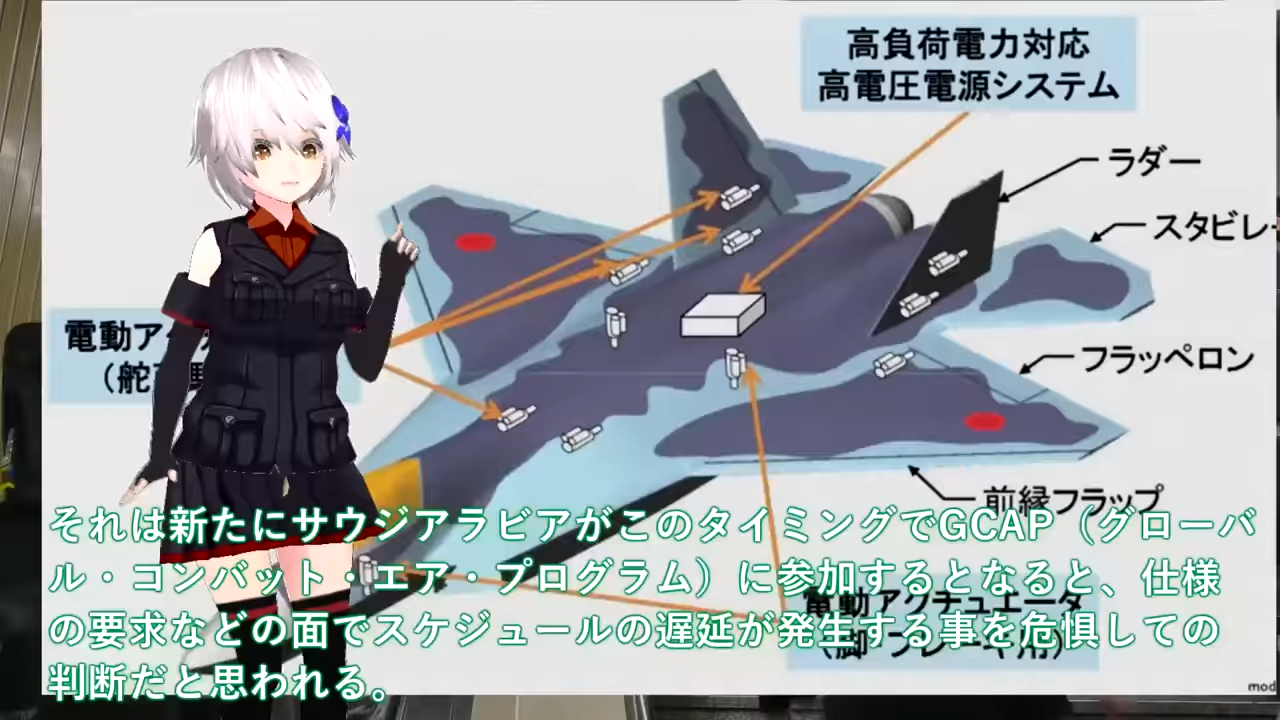 高負荷電力対応
高電圧電源システム
ラダー
スタビレ
電動ア
(舵
フラッペロン
前縁フラップ
電動アクチュエータ
(脚・ブレーキ用)
それは新たにサウジアラビアがこのタイミングでGCAP(グローバ
ル・コンバット・エア・プログラム)に参加するとなると、仕様
の要求などの面でスケジュールの遅延が発生する事を危惧しての
判断だと思われる。
mod